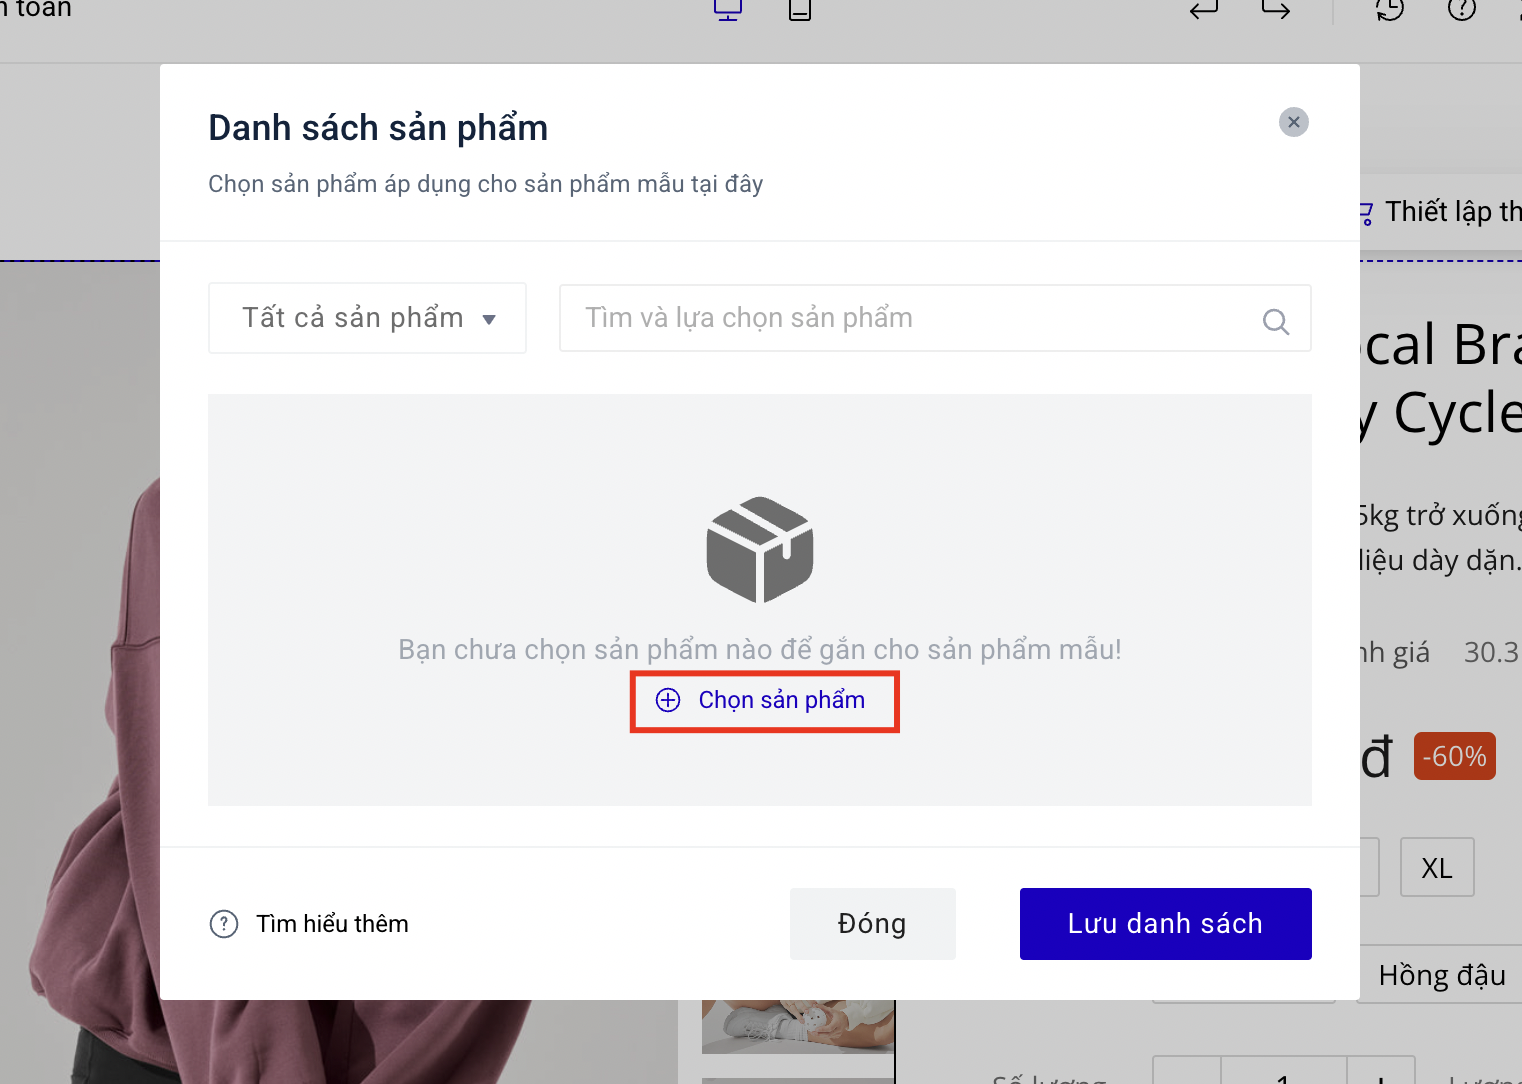 n toán
Danh sách sản phẩm
Chọn sản phẩm áp dụng cho sản phẩm mẫu tại đây
Thiết lập th
Tất cả sản phẩm
Tìm và lựa chọn sản phẩm
ocal Bra
y Cycle
5kg trở xuống
liệu dày dặn.
Bạn chưa chọn sản phẩm nào để gắn cho sản phẩm mẫu!
nh giá 30.3
Chọn sản phẩm
đ -60%
XL
? Tìm hiểu thêm
Đóng
Lưu danh sách
Hồng đậu
Số lượng
1